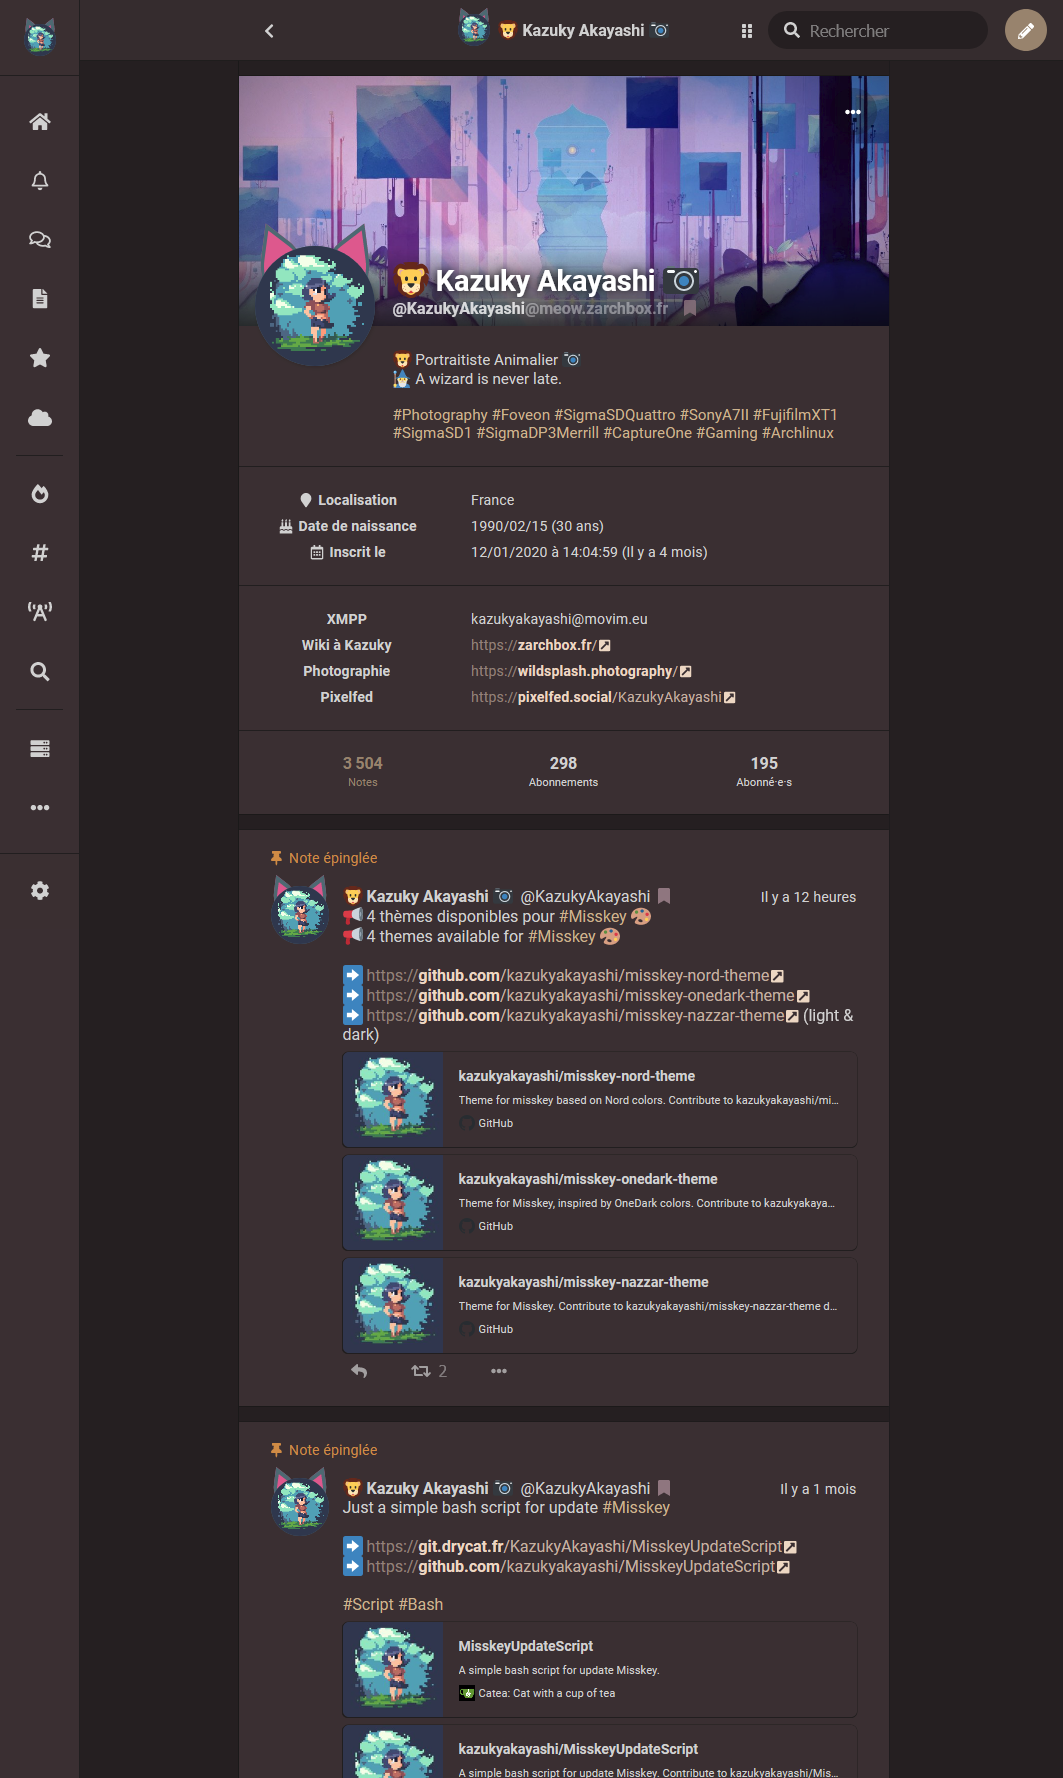 Kazuky Akayashi
Rechercher
Kazuky Akayashi
@KazukyAkayashi@meow.zarchbox.fr
Portraitiste Animalier
A wizard is never late.
#Photography #Foveon #SigmaSDQuattro #SonyA7II #FujifilmXT1
#SigmaSD1 #SigmaDP3Merrill #CaptureOne #Gaming #Archlinux
Localisation France
Date de naissance 1990/02/15 (30 ans)
Inscrit le 12/01/2020 à 14:04:59 (Il y a 4 mois)
XMPP kazukyakayashi@movim.eu
Wiki à Kazuky https://zarchbox.fr/
Photographie https://wildsplash.photography/
Pixelfed https://pixelfed.social/KazukyAkayashi
3 504 298 195
Notes Abonnements Abonné·e·s
Note épinglée
Kazuky Akayashi @KazukyAkayashi Il y a 12 heures
4 thèmes disponibles pour #Misskey
4 themes available for #Misskey
https://github.com/kazukyakayashi/misskey-nord-theme
https://github.com/kazukyakayashi/misskey-onedark-theme
https://github.com/kazukyakayashi/misskey-nazzar-theme (light &
dark)
kazukyakayashi/misskey-nord-theme
Theme for misskey based on Nord colors. Contribute to kazukyakayashi/mi...
GitHub
kazukyakayashi/misskey-onedark-theme
Theme for Misskey, inspired by OneDark colors. Contribute to kazukyakaya...
GitHub
kazukyakayashi/misskey-nazzar-theme
Theme for Misskey. Contribute to kazukyakayashi/misskey-nazzar-theme d...
GitHub
2
Note épinglée
Kazuky Akayashi @KazukyAkayashi Il y a 1 mois
Just a simple bash script for update #Misskey
https://git.drycat.fr/KazukyAkayashi/MisskeyUpdateScript
https://github.com/kazukyakayashi/MisskeyUpdateScript
#Script #Bash
MisskeyUpdateScript
A simple bash script for update Misskey.
Catea: Cat with a cup of tea
kazukyakayashi/MisskeyUpdateScript
A simple bash script for update Misskey. Contribute to kazukyakayashi/Mis...